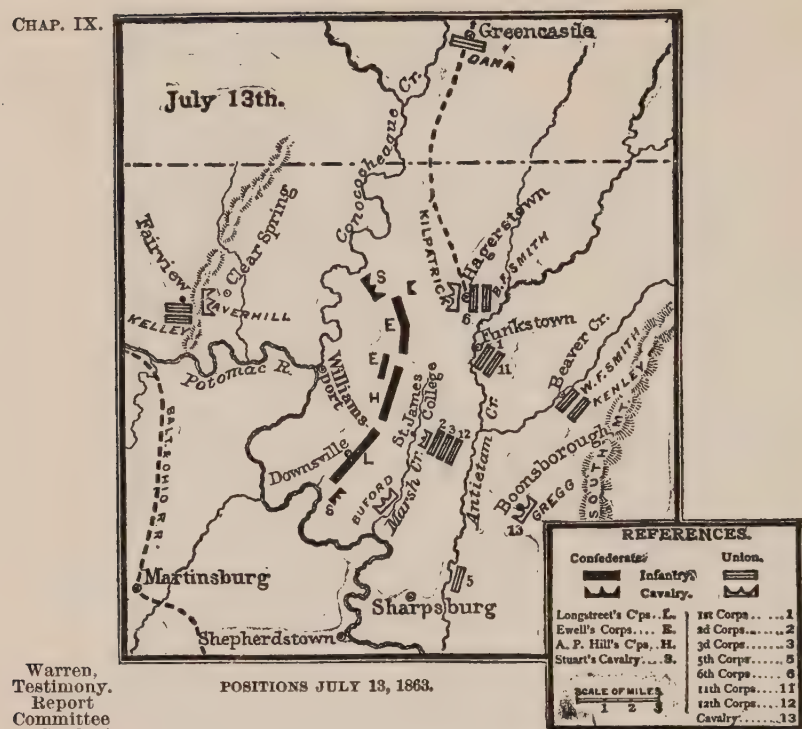 CHAP. IX.
Greencastle
DANA
July 13th.
Conococheague Cr.
Fairview
Clear Spring
KILPATRICK
Hagerstown
B.F. SMITH
S
KELLEY
AVERHILL
E
6
Funkstown
1
11
Potomac R.
Williams
port
E
H
St. James
College
Beaver Cr.
W.F. SMITH
KENLEY
BALT. & OHIO R.R.
2 3 12
Downsville
L
Marsh Cr.
Antietam Cr.
Boonsborough
SOUTH MT.
S
BUFORD
GREGG
13
5
Martinsburg
Sharpsburg
Shepherdstown
REFERENCES.
Confederate. Union.
Infantry.
Cavalry.
Longstreet's C'ps.. L.
Ewell's Corps.... E.
A. P. Hill's C'ps.. H.
Stuart's Cavalry... S.
SCALE OF MILES
1 2 3
1st Corps.....1
2d Corps.......2
3d Corps.......3
5th Corps......5
6th Corps......6
11th Corps....11
12th Corps....12
Cavalry......13
POSITIONS JULY 13, 1863.
Warren,
Testimony.
Report
Committee